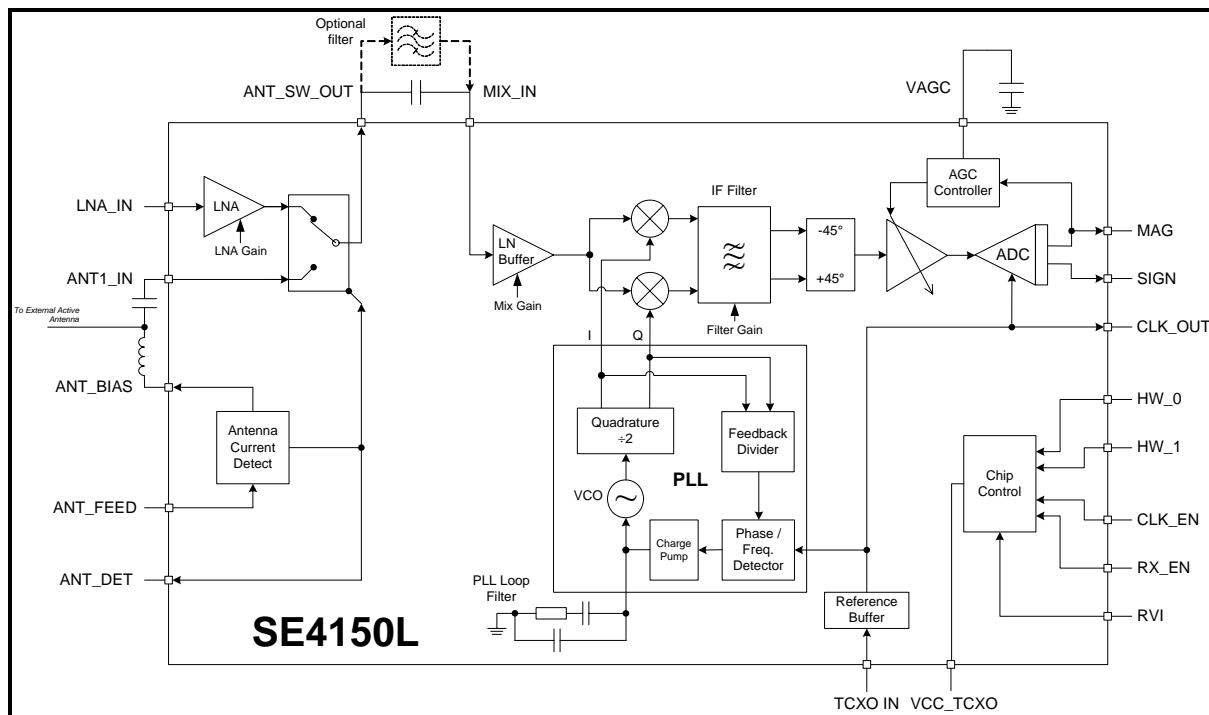 Optional
filter
ANT_SW_OUT
MIX_IN
VAGC
LNA_IN
LNA
LNA Gain
AGC
Controller
IF Filter
-45°
+45°
MAG
ADC
SIGN
LN
Buffer
Mix Gain
ANT1_IN
To External Active
Antenna
Filter Gain
CLK_OUT
I
Q
ANT_BIAS
HW_0
Antenna
Current
Detect
Quadrature
÷2
Feedback
Divider
HW_1
PLL
VCO
Chip
Control
ANT_FEED
CLK_EN
Charge
Pump
Phase /
Freq.
Detector
RX_EN
ANT_DET
PLL Loop
Filter
Reference
Buffer
RVI
SE4150L
TCXO IN
VCC_TCXO